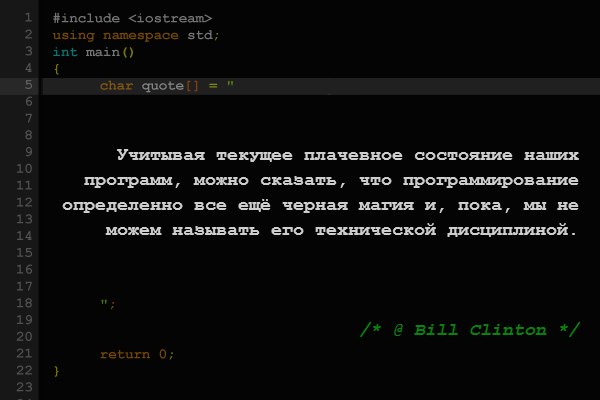 1 #include <iostream>
2 using namespace std;
3 int main()
4 {
5 char quote[] = "
6
7
8
9 Учитывая текущее плачевное состояние наших
10 программ, можно сказать, что программирование
11
12 определенно все ещё черная магия и, пока, мы не
13
14 можем называть его технической дисциплиной.
15
16
17
18 ";
19
20 /* @ Bill Clinton */
21 return 0;
22 }
23